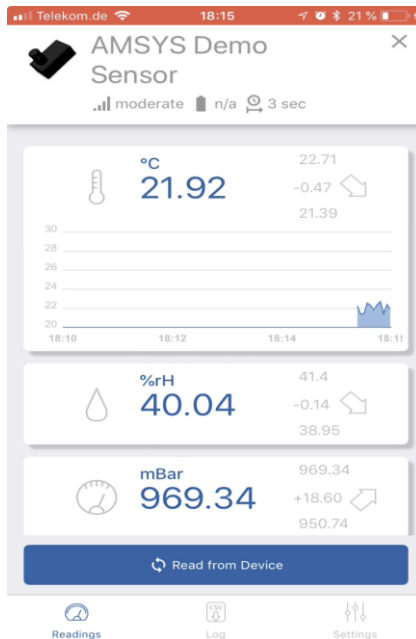 Telekom.de 18:15 21 %
AMSYS Demo
Sensor
moderate n/a 3 sec
°C
21.92
22.71
-0.47
21.39
30
28
26
24
22
20
18:10 18:12 18:14 18:15
%rH
40.04
41.4
-0.14
38.95
mBar
969.34
969.34
+18.60
950.74
Read from Device
CSV
Readings Log Settings